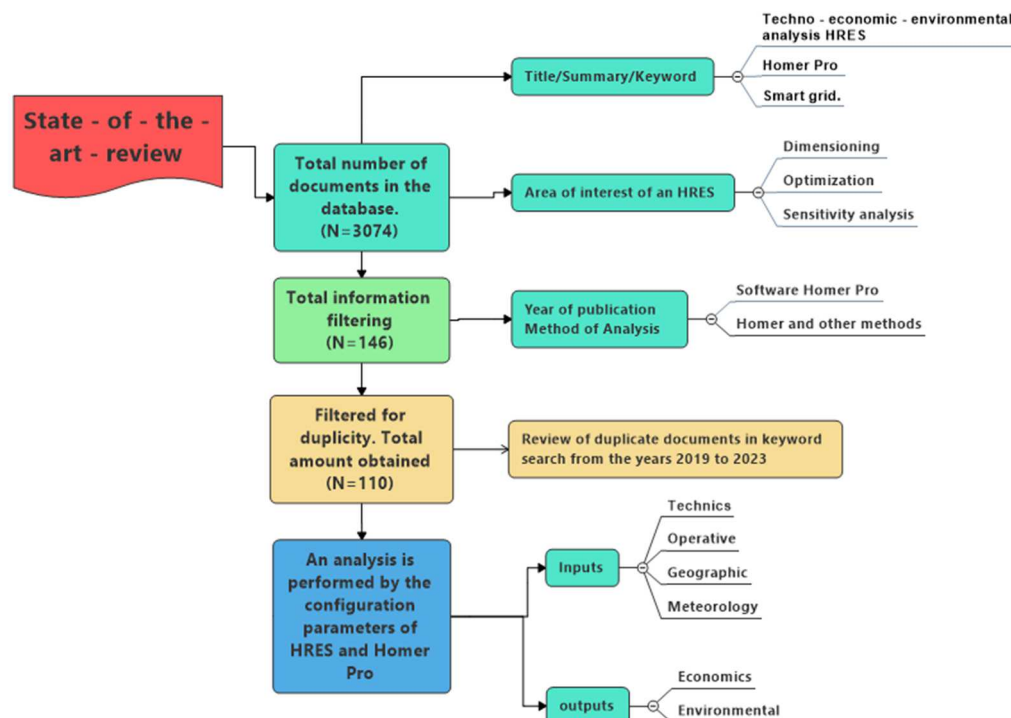 State - of - the -
art - review
Total number of
documents in the
database.
(N=3074)
Title/Summary/Keyword
Techno - economic - environmental
analysis HRES
Homer Pro
Smart grid.
Area of interest of an HRES
Dimensioning
Optimization
Sensitivity analysis
Total information
filtering
(N=146)
Year of publication
Method of Analysis
Software Homer Pro
Homer and other methods
Filtered for
duplicity. Total
amount obtained
(N=110)
Review of duplicate documents in keyword
search from the years 2019 to 2023
An analysis is
performed by the
configuration
parameters of
HRES and Homer
Pro
Inputs
Technics
Operative
Geographic
Meteorology
outputs
Economics
Environmental